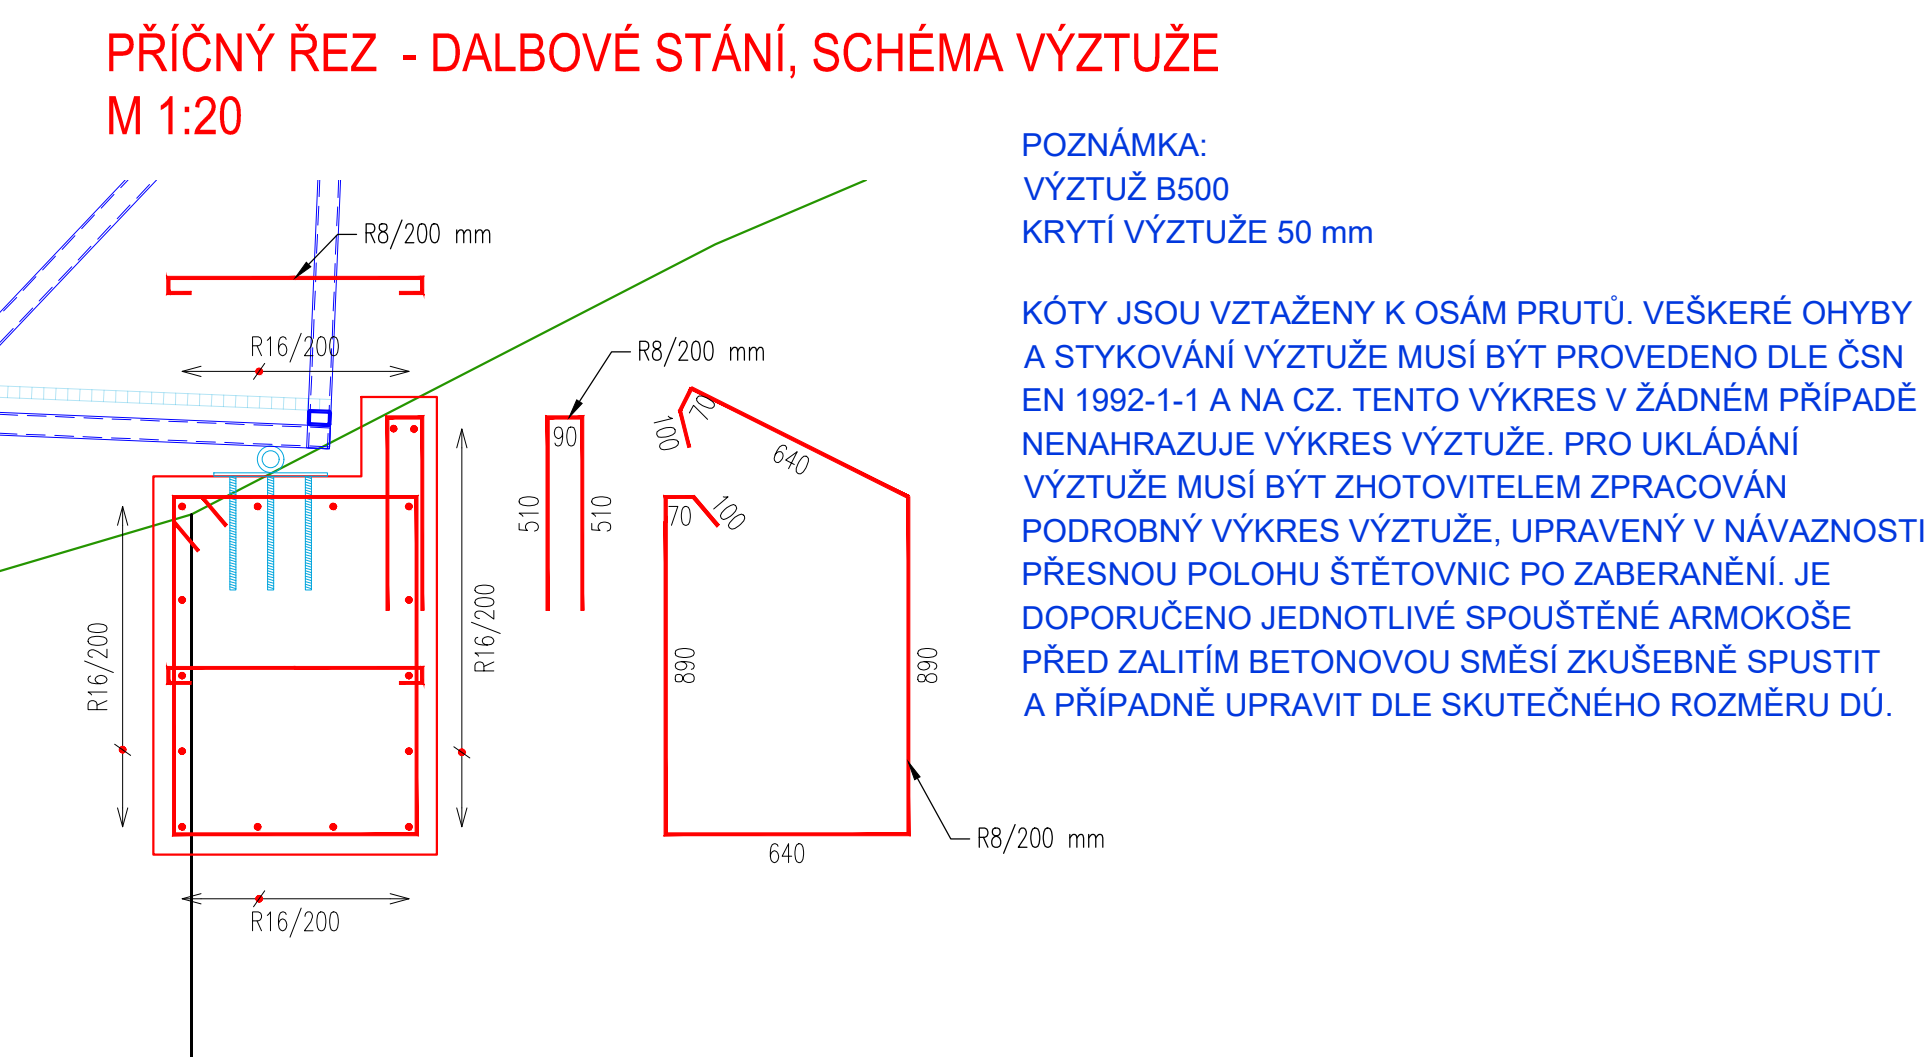 PŘÍČNÝ ŘEZ - DALBOVÉ STÁNÍ, SCHÉMA VÝZTUŽE
M 1:20
POZNÁMKA:
VÝZTUŽ B500
KRYTÍ VÝZTUŽE 50 mm
KÓTY JSOU VZTAŽENY K OSÁM PRUTŮ. VEŠKERÉ OHYBY
A STYKOVÁNÍ VÝZTUŽE MUSÍ BÝT PROVEDENO DLE ČSN
EN 1992-1-1 A NA CZ. TENTO VÝKRES V ŽÁDNÉM PŘÍPADĚ
NENAHRAZUJE VÝKRES VÝZTUŽE. PRO UKLÁDÁNÍ
VÝZTUŽE MUSÍ BÝT ZHOTOVITELEM ZPRACOVÁN
PODROBNÝ VÝKRES VÝZTUŽE, UPRAVENÝ V NÁVAZNOSTI
PŘESNOU POLOHU ŠTĚTOVNIC PO ZABERANĚNÍ. JE
DOPORUČENO JEDNOTLIVÉ SPOUŠTĚNÉ ARMOKOŠE
PŘED ZALITÍM BETONOVOU SMĚSÍ ZKUŠEBNĚ SPUSTIT
A PŘÍPADNĚ UPRAVIT DLE SKUTEČNÉHO ROZMĚRU DÚ.
R8/200 mm
R16/200
R8/200 mm
90
510
510
70
100
640
70
100
R16/200
R16/200
890
890
640
R8/200 mm
R16/200